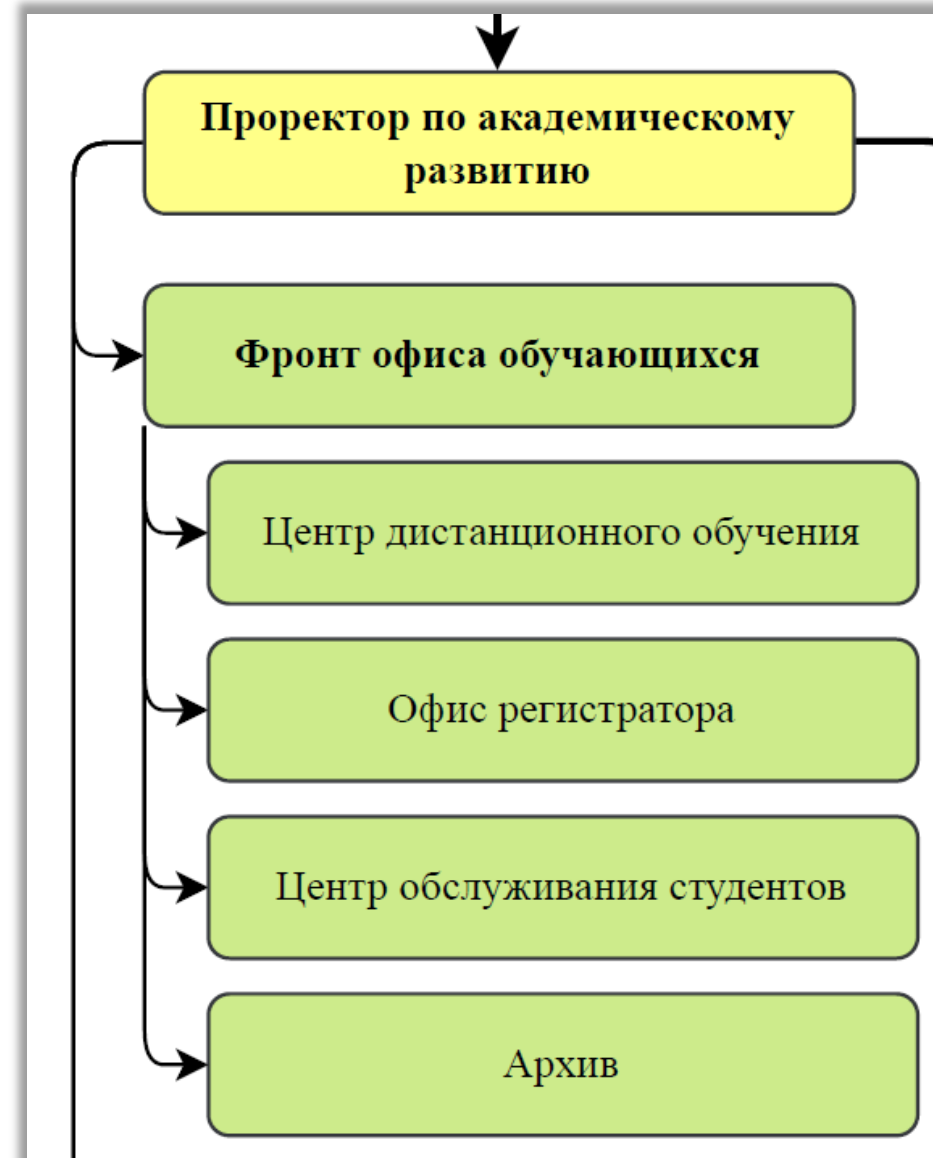 Проректор по академическому
развитию
Фронт офиса обучающихся
Центр дистанционного обучения
Офис регистратора
Центр обслуживания студентов
Архив